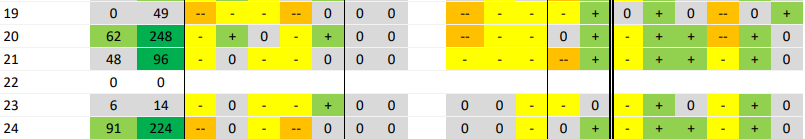 19 0 49 -- - - -- 0 0 0 -- - - - + 0 + 0 -- 0 +
20 62 248 - + 0 - + 0 0 -- - - 0 + - + + -- + 0
21 48 96 - 0 - - 0 0 0 - - - -- + - + + - + 0
22 0 0
23 6 14 - 0 - - + 0 0 0 0 - - 0 - + 0 - + 0
24 91 224 -- 0 - -- 0 0 0 0 0 - 0 + - + + - + 0